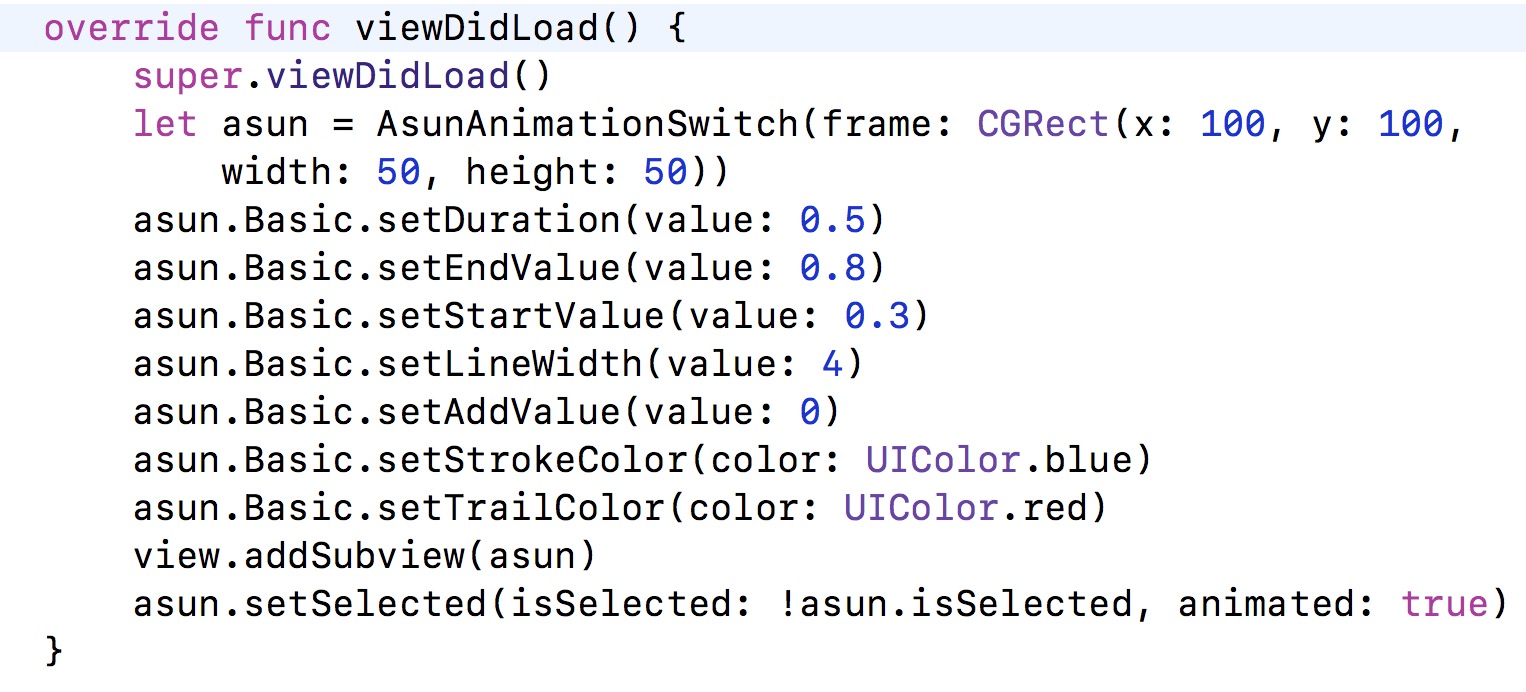 override func viewDidLoad() {
super.viewDidLoad()
let asun = AsunAnimationSwitch(frame: CGRect(x: 100, y: 100,
width: 50, height: 50))
asun.Basic.setDuration(value: 0.5)
asun.Basic.setEndValue(value: 0.8)
asun.Basic.setStartValue(value: 0.3)
asun.Basic.setLineWidth(value: 4)
asun.Basic.setAddValue(value: 0)
asun.Basic.setStrokeColor(color: UIColor.blue)
asun.Basic.setTrailColor(color: UIColor.red)
view.addSubview(asun)
asun.setSelected(isSelected: !asun.isSelected, animated: true)
}